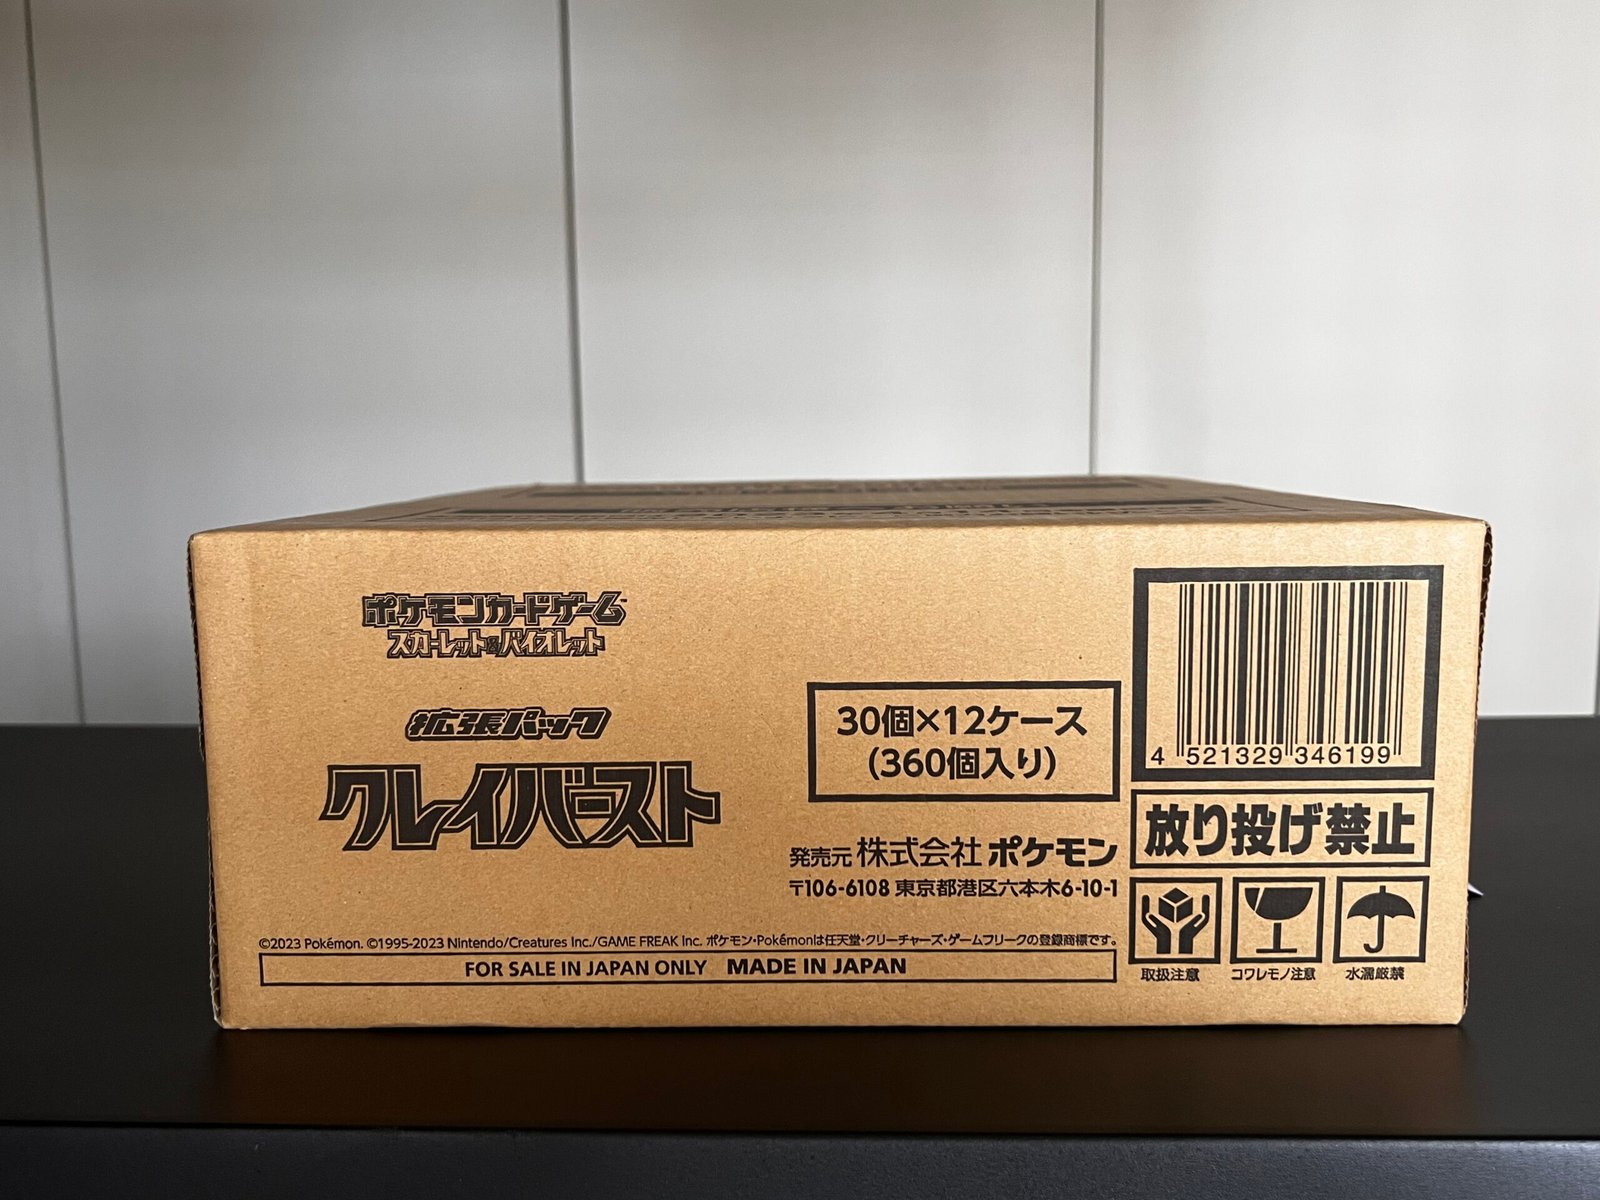 ポケモンカードゲーム
スカーレット&バイオレット
拡張パック
クレイバースト
30個×12ケース
(360個入り)
発売元 株式会社 ポケモン
〒106-6108 東京都港区六本木6-10-1
©2023 Pokémon. ©1995-2023 Nintendo/Creatures Inc./GAME FREAK Inc. ポケモン・Pokémonは任天堂・クリーチャーズ・ゲームフリークの登録商標です。
FOR SALE IN JAPAN ONLY MADE IN JAPAN
4 521329 346199
放り投げ禁止
取扱注意 コワレモノ注意 水濡厳禁